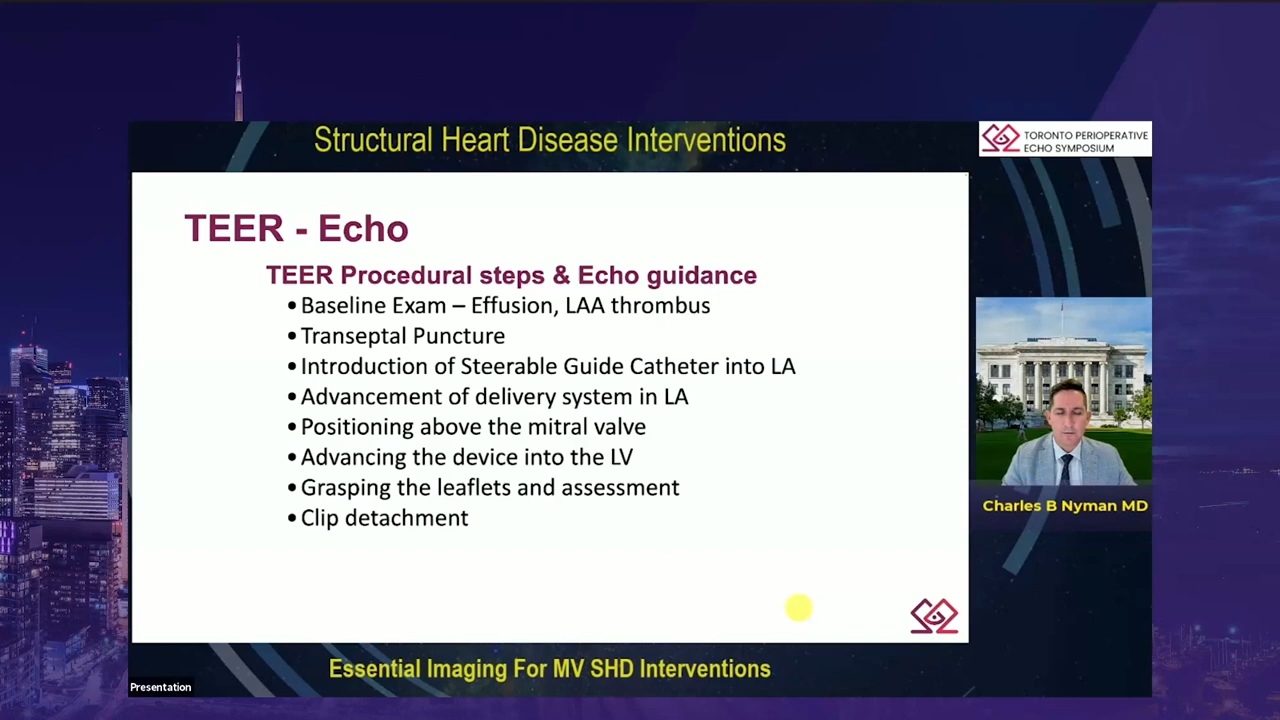 Structural Heart Disease Interventions
TORONTO PERIOPERATIVE
ECHO SYMPOSIUM
TEER - Echo
TEER Procedural steps & Echo guidance
• Baseline Exam – Effusion, LAA thrombus
• Transeptal Puncture
• Introduction of Steerable Guide Catheter into LA
• Advancement of delivery system in LA
• Positioning above the mitral valve
• Advancing the device into the LV
• Grasping the leaflets and assessment
• Clip detachment
Charles B Nyman MD
Essential Imaging For MV SHD Interventions
Presentation